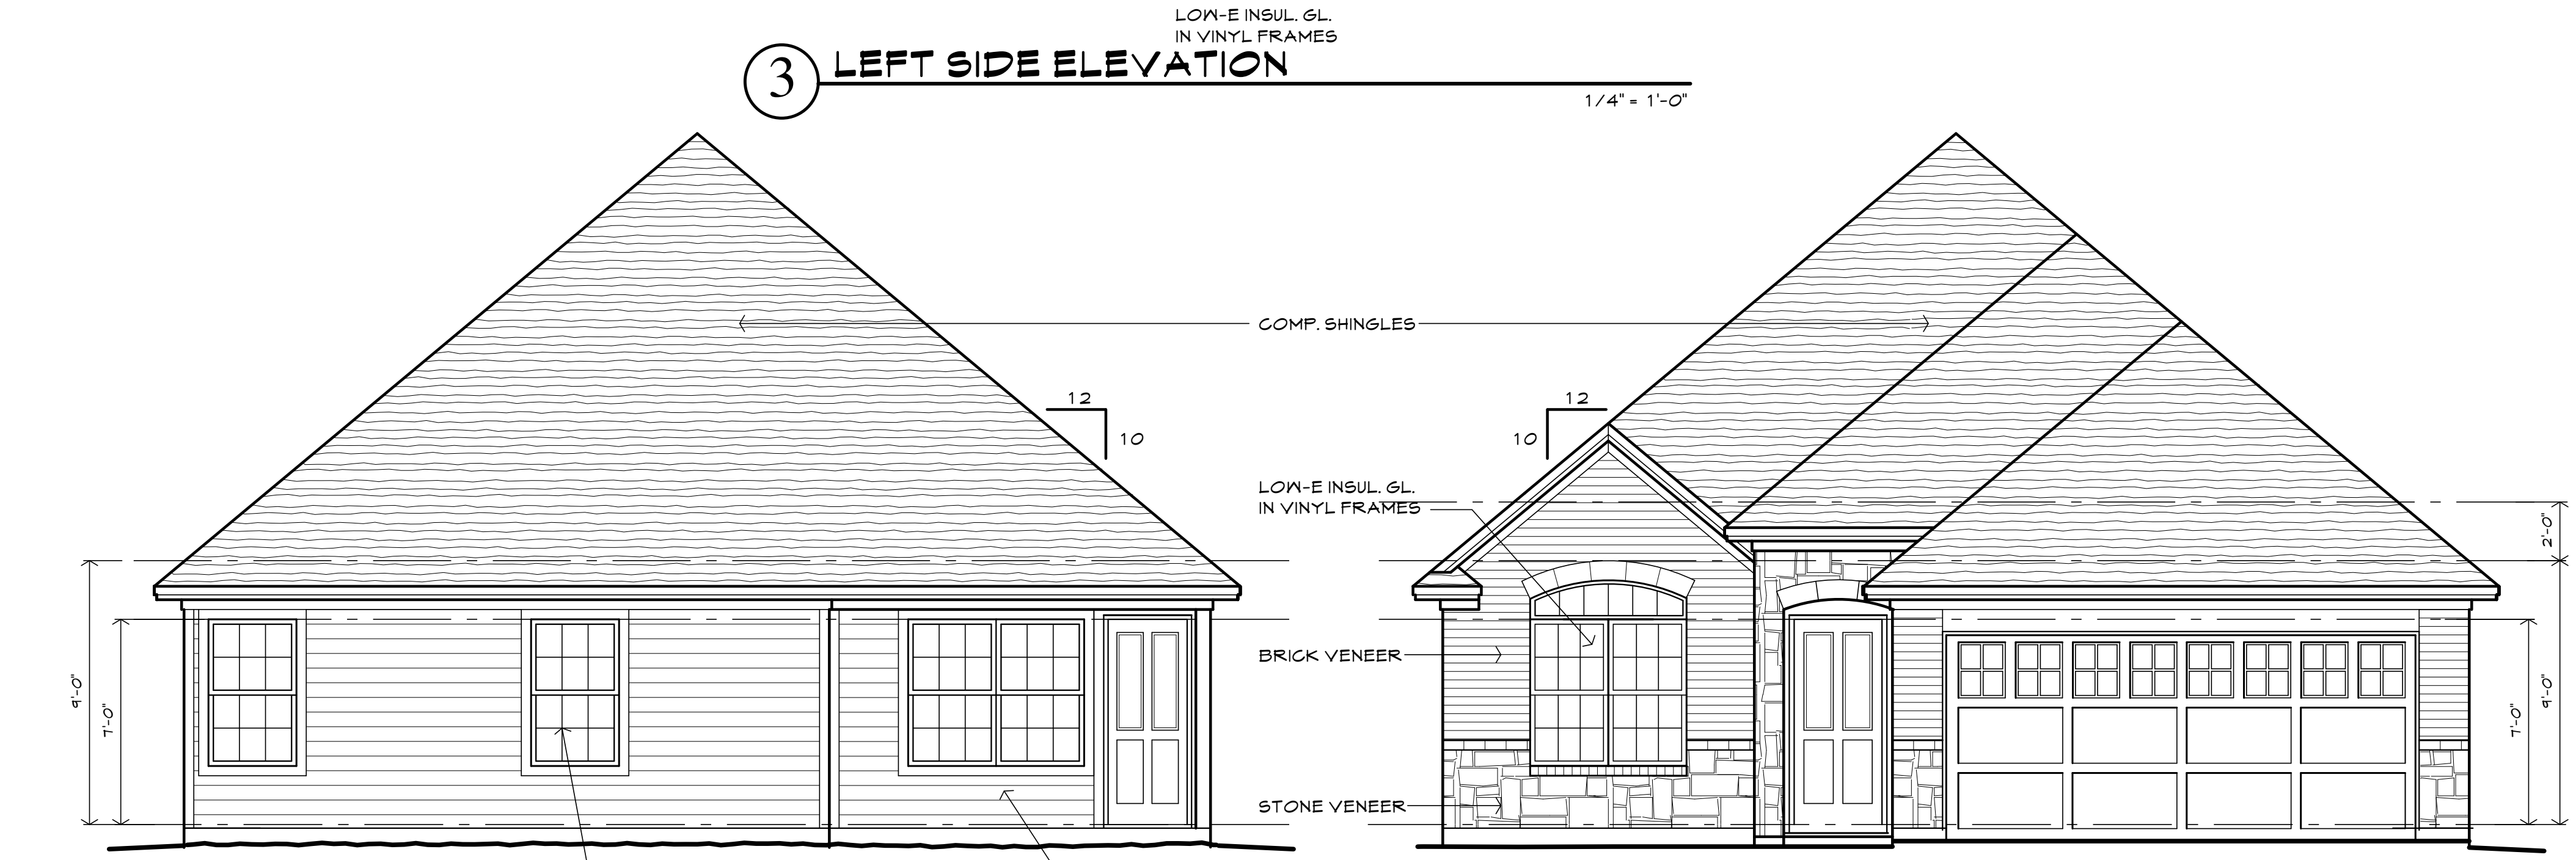 LOW-E INSUL. GL.
IN VINYL FRAMES
3 LEFT SIDE ELEVATION
1/4" = 1'-0"
COMP. SHINGLES
12
10
12
10
LOW-E INSUL. GL.
IN VINYL FRAMES
2'-0"
BRICK VENEER
9'-0"
7'-0"
9'-0"
7'-0"
STONE VENEER